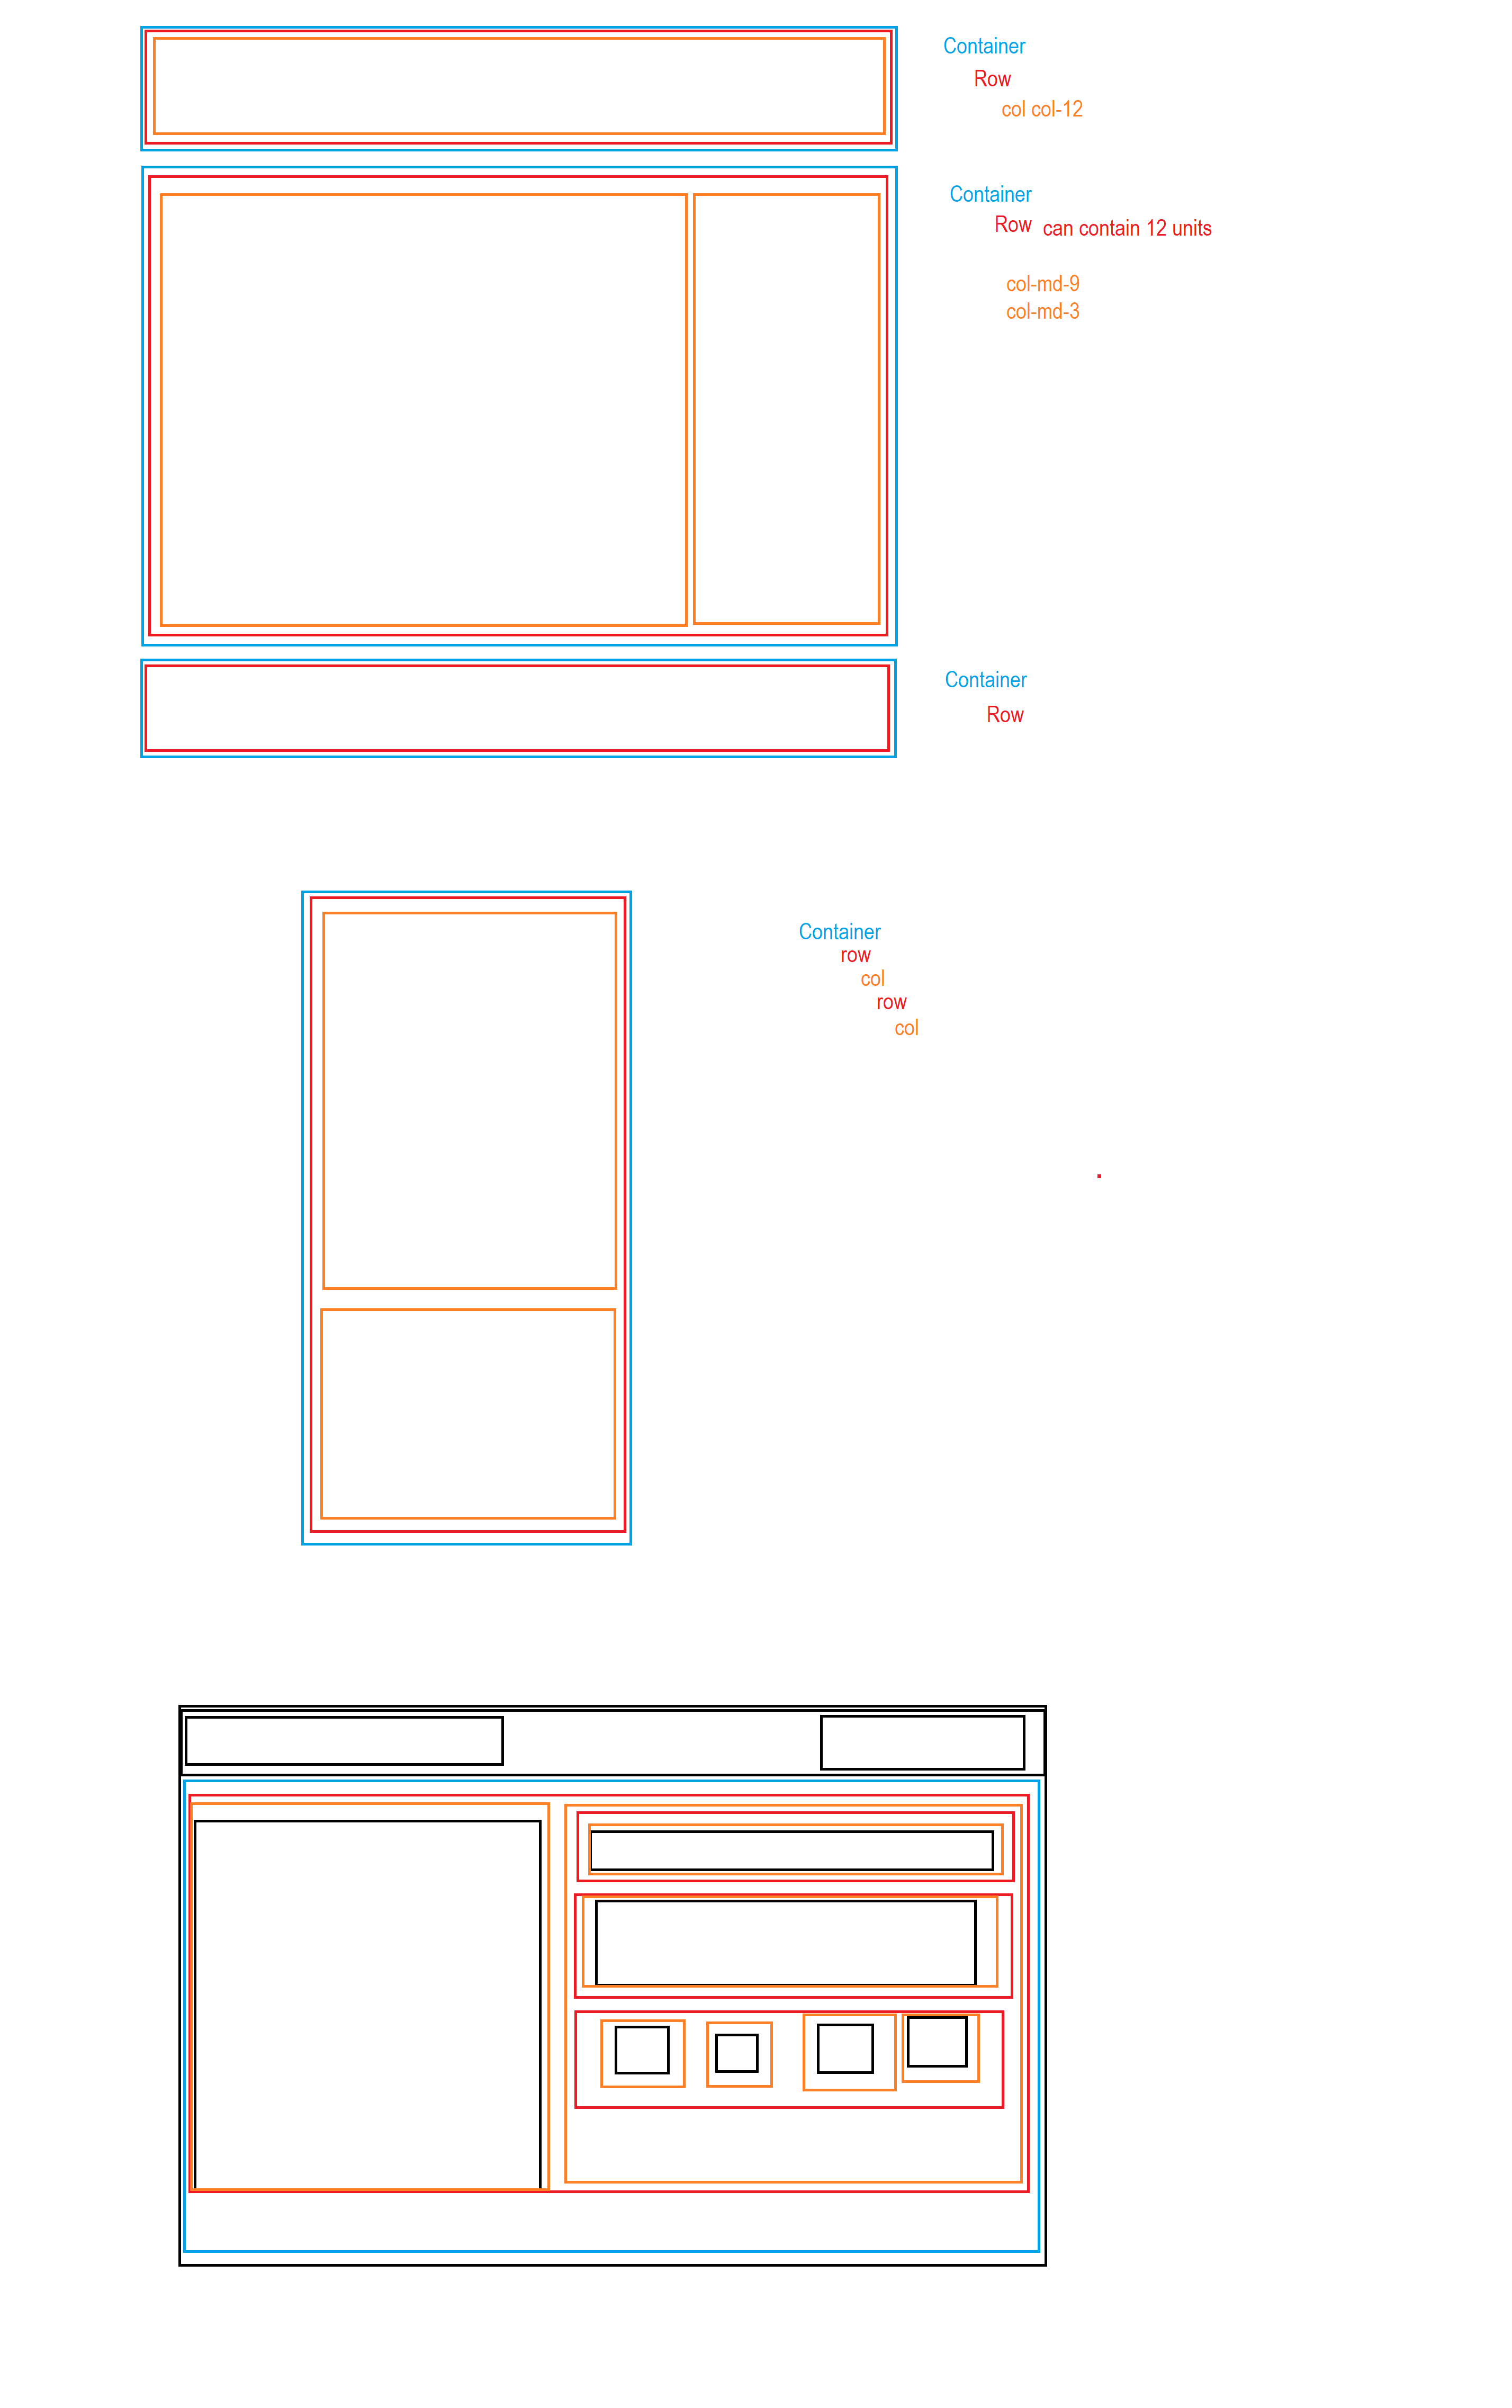 Container
Row
col col-12
Container
Row can contain 12 units
col-md-9
col-md-3
Container
Row
Container
row
col
row
col